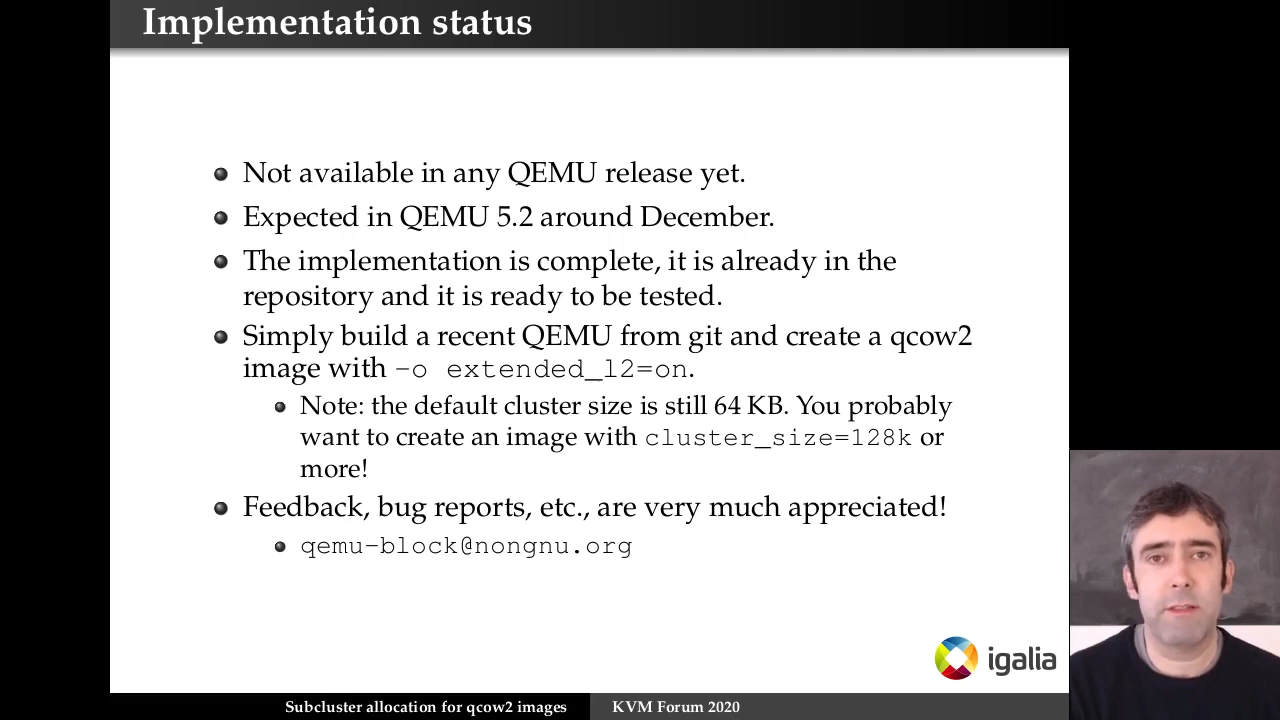 Implementation status
Not available in any QEMU release yet.
Expected in QEMU 5.2 around December.
The implementation is complete, it is already in the
repository and it is ready to be tested.
Simply build a recent QEMU from git and create a qcow2
image with -o extended_l2=on.
Note: the default cluster size is still 64 KB. You probably
want to create an image with cluster_size=128k or
more!
Feedback, bug reports, etc., are very much appreciated!
qemu-block@nongnu.org
igalia
Subcluster allocation for qcow2 images KVM Forum 2020